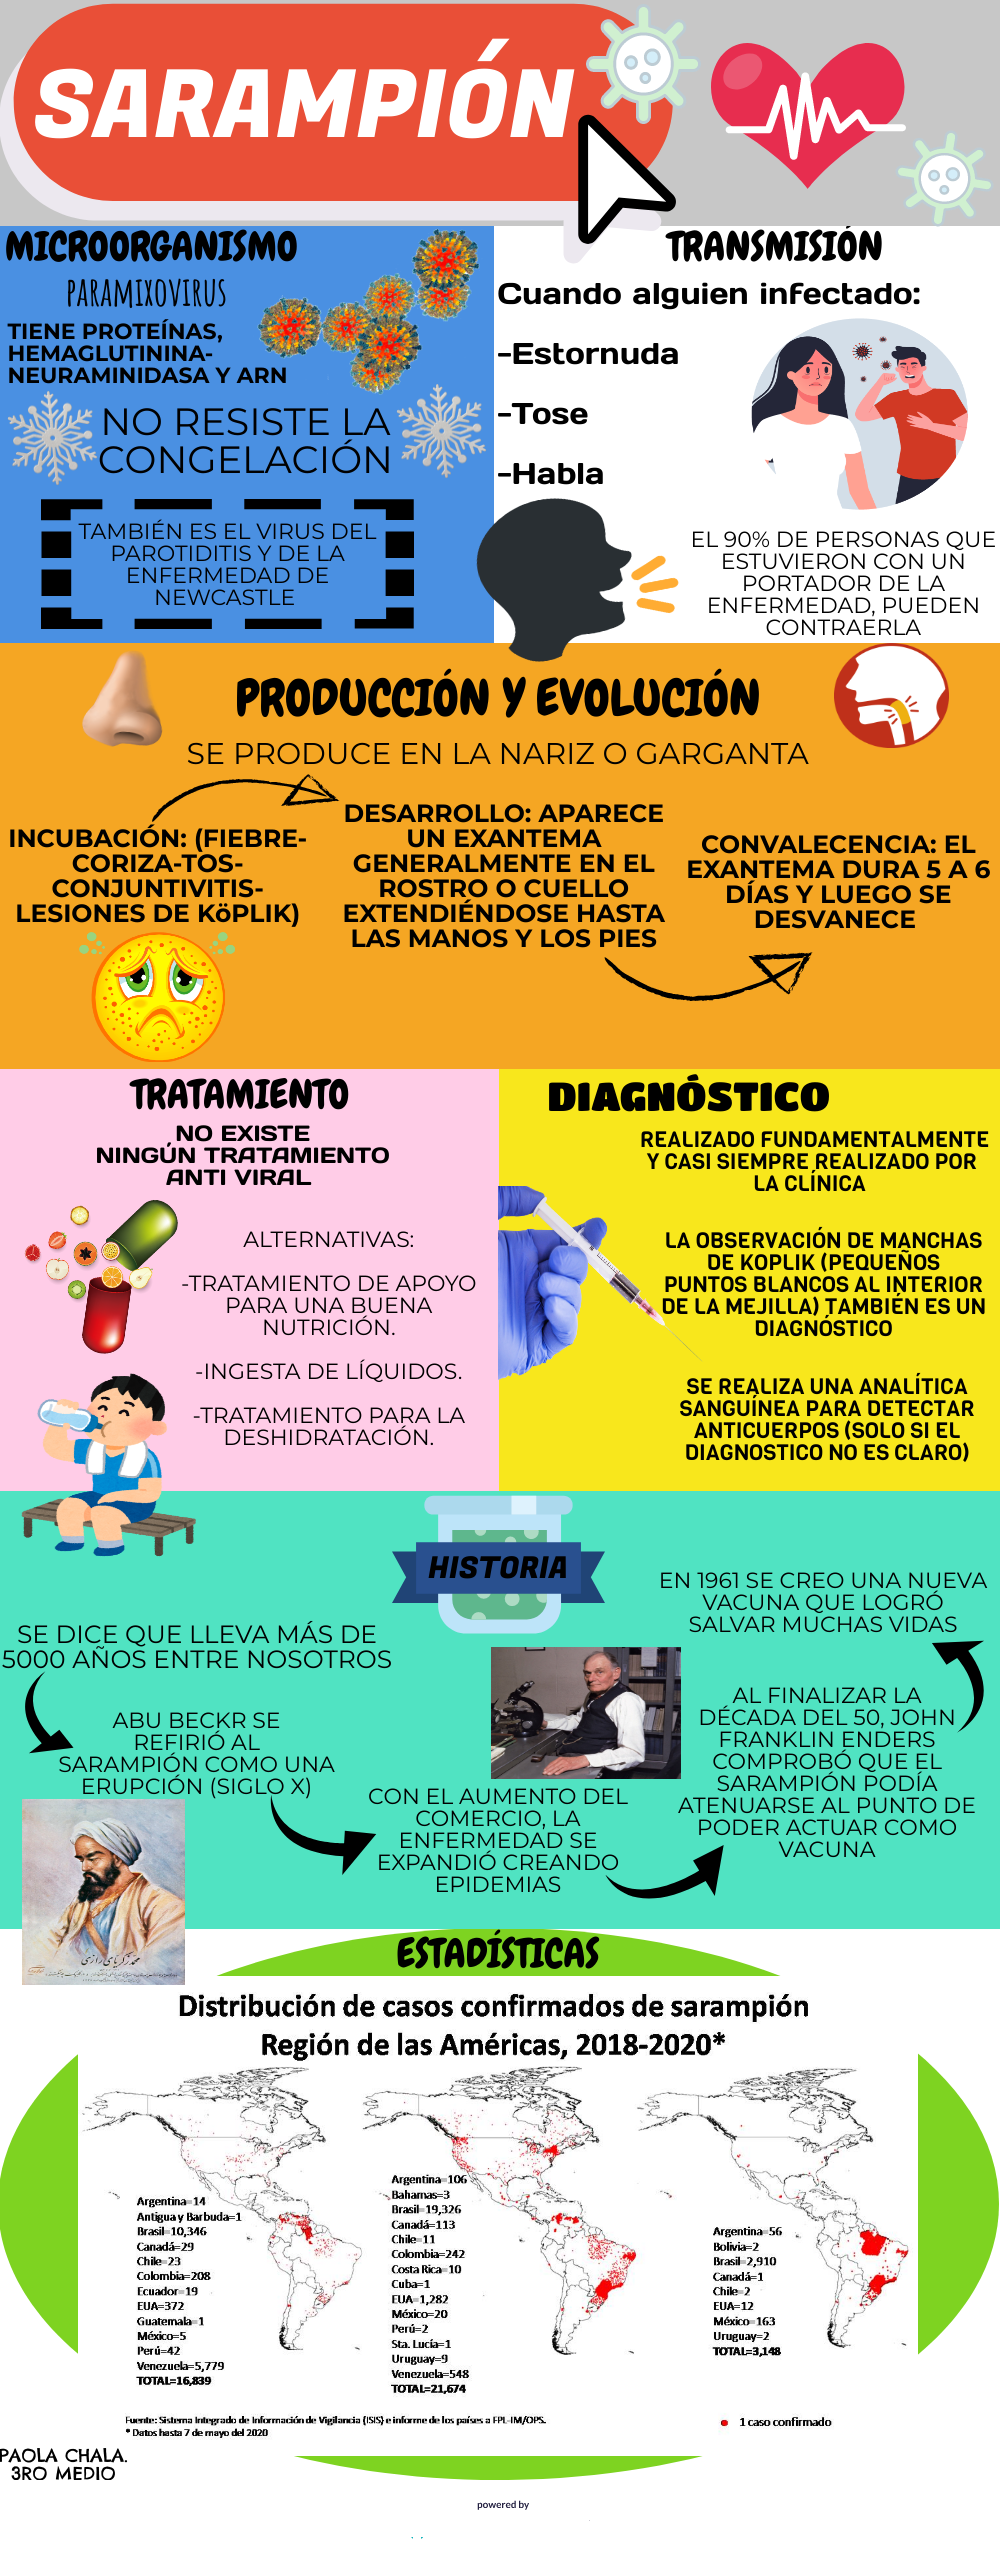 SARAMPIÓN
MICROORGANISMO
PARAMIXOVIRUS
TIENE PROTEÍNAS,
HEMAGLUTININA-
NEURAMINIDASA Y ARN
NO RESISTE LA
CONGELACIÓN
TAMBIÉN ES EL VIRUS DEL
PAROTIDITIS Y DE LA
ENFERMEDAD DE
NEWCASTLE
TRANSMISIÓN
Cuando alguien infectado:
-Estornuda
-Tose
-Habla
EL 90% DE PERSONAS QUE
ESTUVIERON CON UN
PORTADOR DE LA
ENFERMEDAD, PUEDEN
CONTRAERLA
PRODUCCIÓN Y EVOLUCIÓN
SE PRODUCE EN LA NARIZ O GARGANTA
INCUBACIÓN: (FIEBRE-
CORIZA-TOS-
CONJUNTIVITIS-
LESIONES DE KöPLIK)
DESARROLLO: APARECE
UN EXANTEMA
GENERALMENTE EN EL
ROSTRO O CUELLO
EXTENDIÉNDOSE HASTA
LAS MANOS Y LOS PIES
CONVALECENCIA: EL
EXANTEMA DURA 5 A 6
DÍAS Y LUEGO SE
DESVANECE
TRATAMIENTO
NO EXISTE
NINGÚN TRATAMIENTO
ANTI VIRAL
ALTERNATIVAS:
-TRATAMIENTO DE APOYO
PARA UNA BUENA
NUTRICIÓN.
-INGESTA DE LÍQUIDOS.
-TRATAMIENTO PARA LA
DESHIDRATACIÓN.
DIAGNÓSTICO
REALIZADO FUNDAMENTALMENTE
Y CASI SIEMPRE REALIZADO POR
LA CLÍNICA
LA OBSERVACIÓN DE MANCHAS
DE KOPLIK (PEQUEÑOS
PUNTOS BLANCOS AL INTERIOR
DE LA MEJILLA) TAMBIÉN ES UN
DIAGNÓSTICO
SE REALIZA UNA ANALÍTICA
SANGUÍNEA PARA DETECTAR
ANTICUERPOS (SOLO SI EL
DIAGNOSTICO NO ES CLARO)
HISTORIA
SE DICE QUE LLEVA MÁS DE
5000 AÑOS ENTRE NOSOTROS
ABU BECKR SE
REFIRIÓ AL
SARAMPIÓN COMO UNA
ERUPCIÓN (SIGLO X)
CON EL AUMENTO DEL
COMERCIO, LA
ENFERMEDAD SE
EXPANDIÓ CREANDO
EPIDEMIAS
AL FINALIZAR LA
DÉCADA DEL 50, JOHN
FRANKLIN ENDERS
COMPROBÓ QUE EL
SARAMPIÓN PODÍA
ATENUARSE AL PUNTO DE
PODER ACTUAR COMO
VACUNA
EN 1961 SE CREO UNA NUEVA
VACUNA QUE LOGRÓ
SALVAR MUCHAS VIDAS
محمد زکریای رازی
ESTADÍSTICAS
Distribución de casos confirmados de sarampión
Región de las Américas, 2018-2020*
Argentina=14
Antigua y Barbuda=1
Brasil=10,346
Canadá=29
Chile=23
Colombia=208
Ecuador=19
EUA=372
Guatemala=1
México=5
Perú=42
Venezuela=5,779
TOTAL=16,839
Argentina=106
Bahamas=3
Brasil=19,326
Canadá=113
Chile=11
Colombia=242
Costa Rica=10
Cuba=1
EUA=1,282
México=20
Perú=2
Sta. Lucía=1
Uruguay=9
Venezuela=548
TOTAL=21,674
Argentina=56
Bolivia=2
Brasil=2,910
Canadá=1
Chile=2
EUA=12
México=163
Uruguay=2
TOTAL=3,148
Fuente: Sistema Integrado de Información de Vigilancia (ISIS) e informe de los países a FPL-IM/OPS.
* Datos hasta 7 de mayo del 2020
1 caso confirmado
PAOLA CHALA.
3RO MEDIO
powered by